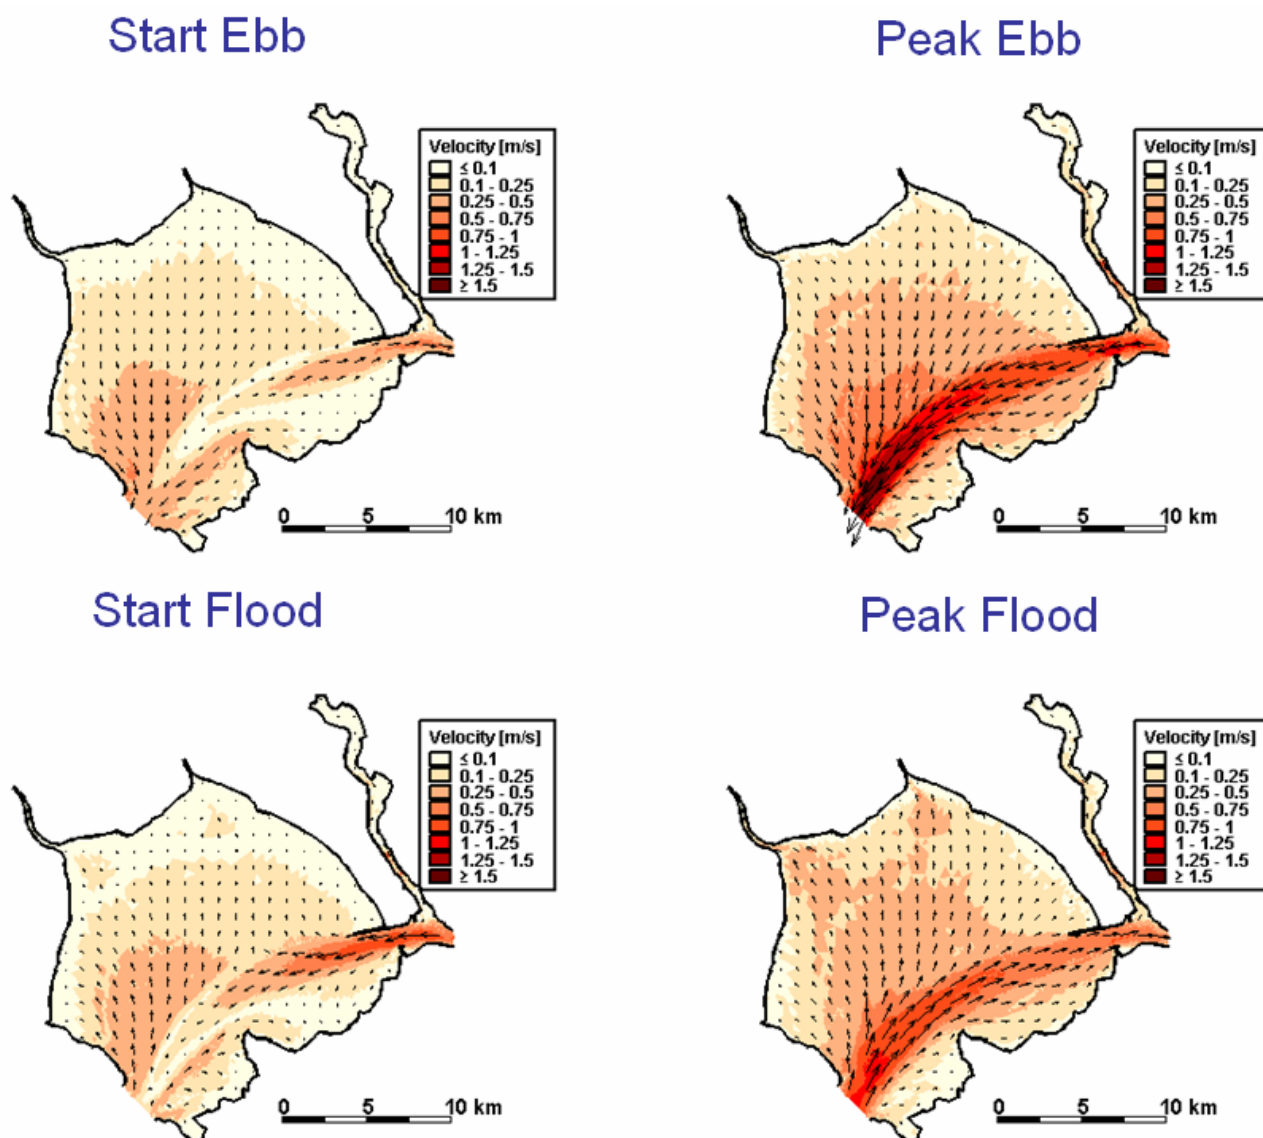 Start Ebb
Peak Ebb
Velocity [m/s]
≤ 0.1
0.1 - 0.25
0.25 - 0.5
0.5 - 0.75
0.75 - 1
1 - 1.25
1.25 - 1.5
≥ 1.5
0 5 10 km
Velocity [m/s]
≤ 0.1
0.1 - 0.25
0.25 - 0.5
0.5 - 0.75
0.75 - 1
1 - 1.25
1.25 - 1.5
≥ 1.5
0 5 10 km
Start Flood
Peak Flood
Velocity [m/s]
≤ 0.1
0.1 - 0.25
0.25 - 0.5
0.5 - 0.75
0.75 - 1
1 - 1.25
1.25 - 1.5
≥ 1.5
0 5 10 km
Velocity [m/s]
≤ 0.1
0.1 - 0.25
0.25 - 0.5
0.5 - 0.75
0.75 - 1
1 - 1.25
1.25 - 1.5
≥ 1.5
0 5 10 km